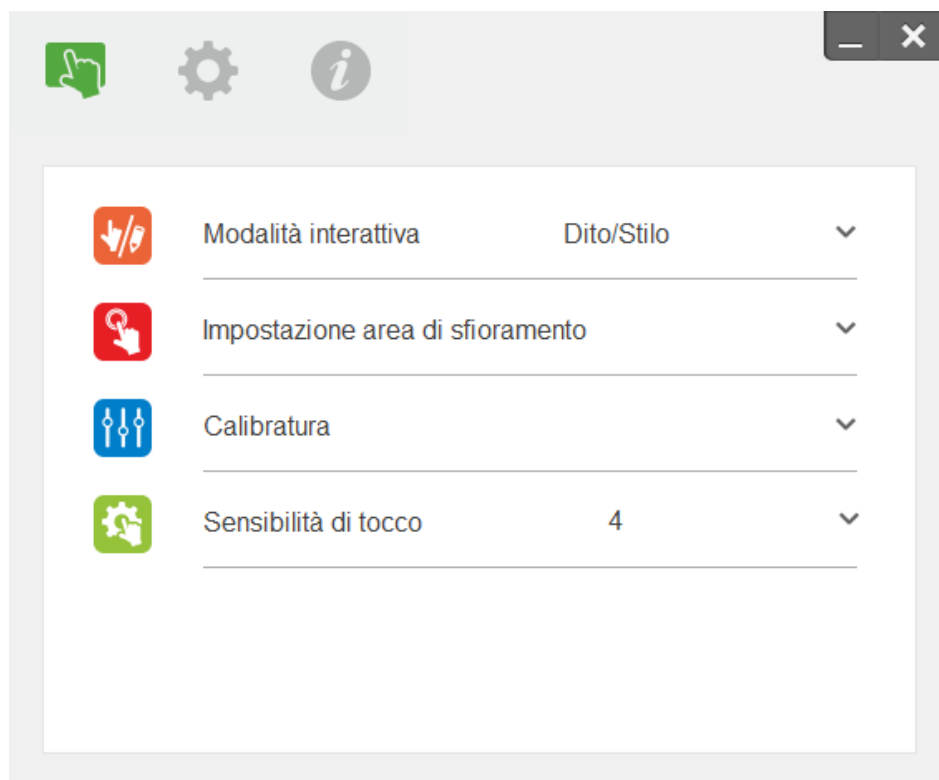 Modalità interattiva Dito/Stilo
Impostazione area di sfioramento
Calibratura
Sensibilità di tocco 4